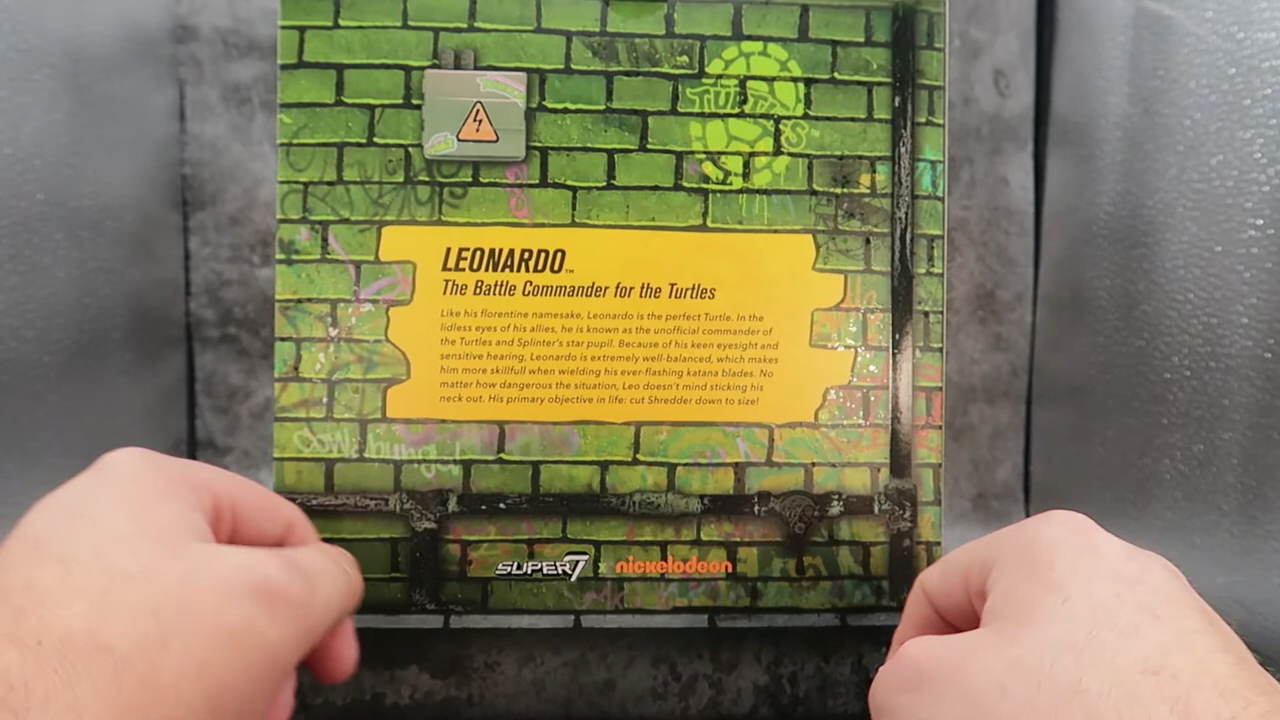 TURTLES
LEONARDO™
The Battle Commander for the Turtles
Like his florentine namesake, Leonardo is the perfect Turtle. In the
lidless eyes of his allies, he is known as the unofficial commander of
the Turtles and Splinter's star pupil. Because of his keen eyesight and
sensitive hearing, Leonardo is extremely well-balanced, which makes
him more skillfull when wielding his ever-flashing katana blades. No
matter how dangerous the situation, Leo doesn't mind sticking his
neck out. His primary objective in life: cut Shredder down to size!
SUPER7 x nickelodeon